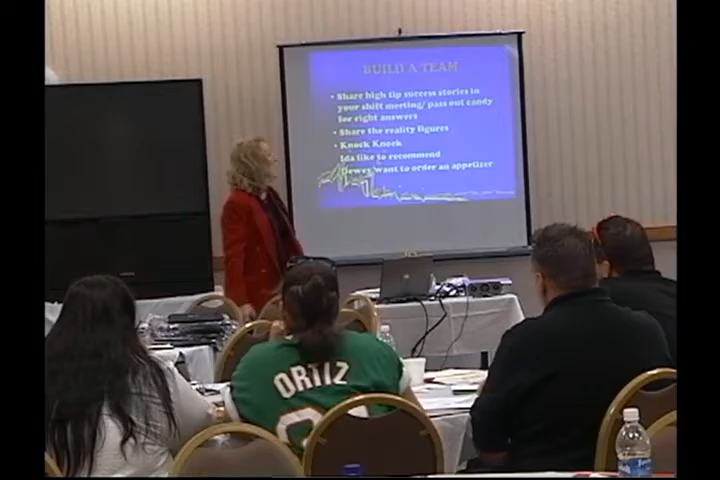 BUILD A TEAM
• Share high tip success stories in
your shift meeting/ pass out candy
for right answers
• Share the reality figures
• Knock Knock
Ida like to recommend
Dewey want to order an appetizer
ORTIZ